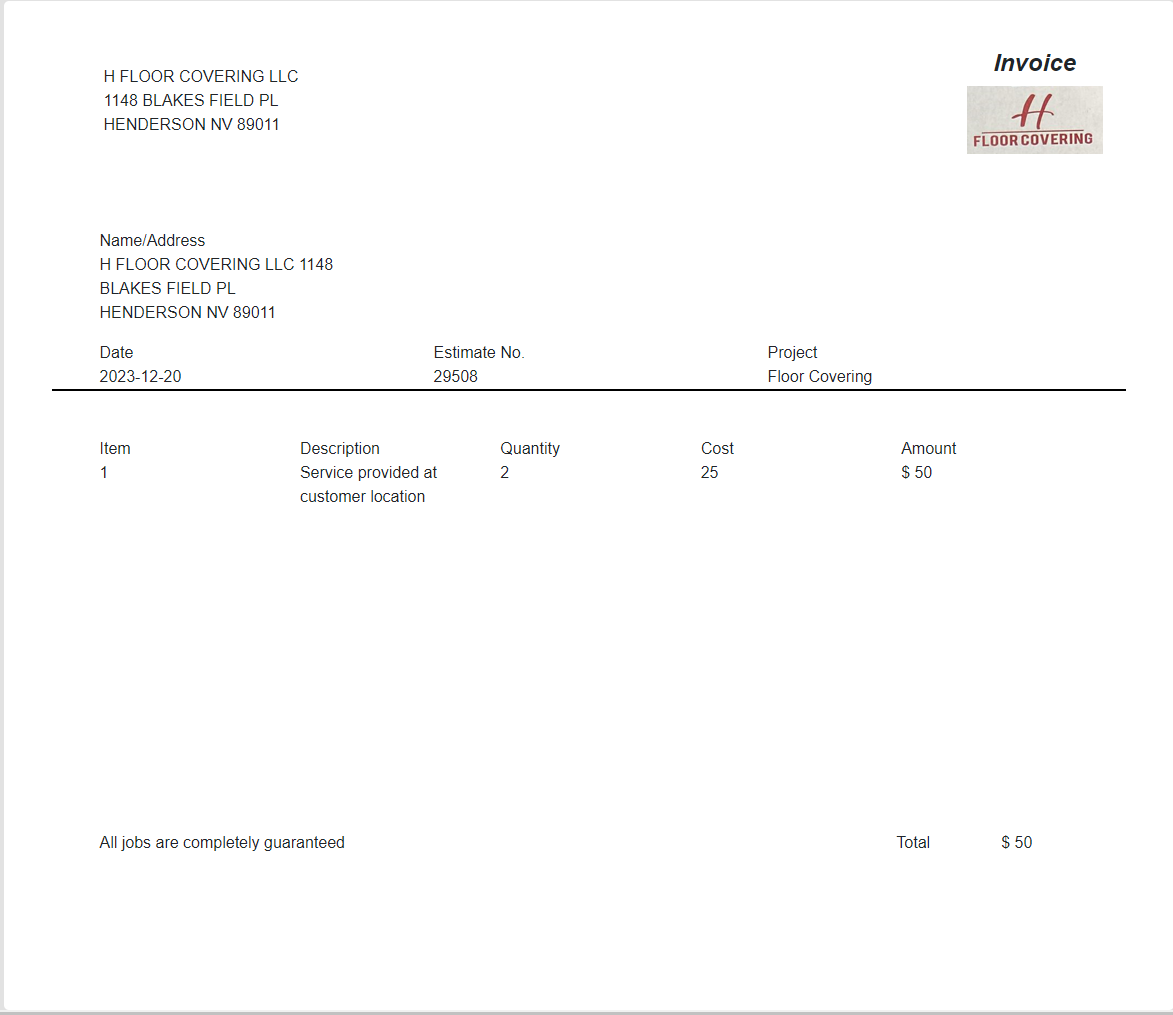 H FLOOR COVERING LLC
1148 BLAKES FIELD PL
HENDERSON NV 89011
Invoice
H
FLOOR COVERING
Name/Address
H FLOOR COVERING LLC 1148
BLAKES FIELD PL
HENDERSON NV 89011
Date Estimate No. Project
2023-12-20 29508 Floor Covering
Item Description Quantity Cost Amount
1 Service provided at 2 25 $ 50
customer location
All jobs are completely guaranteed Total $ 50